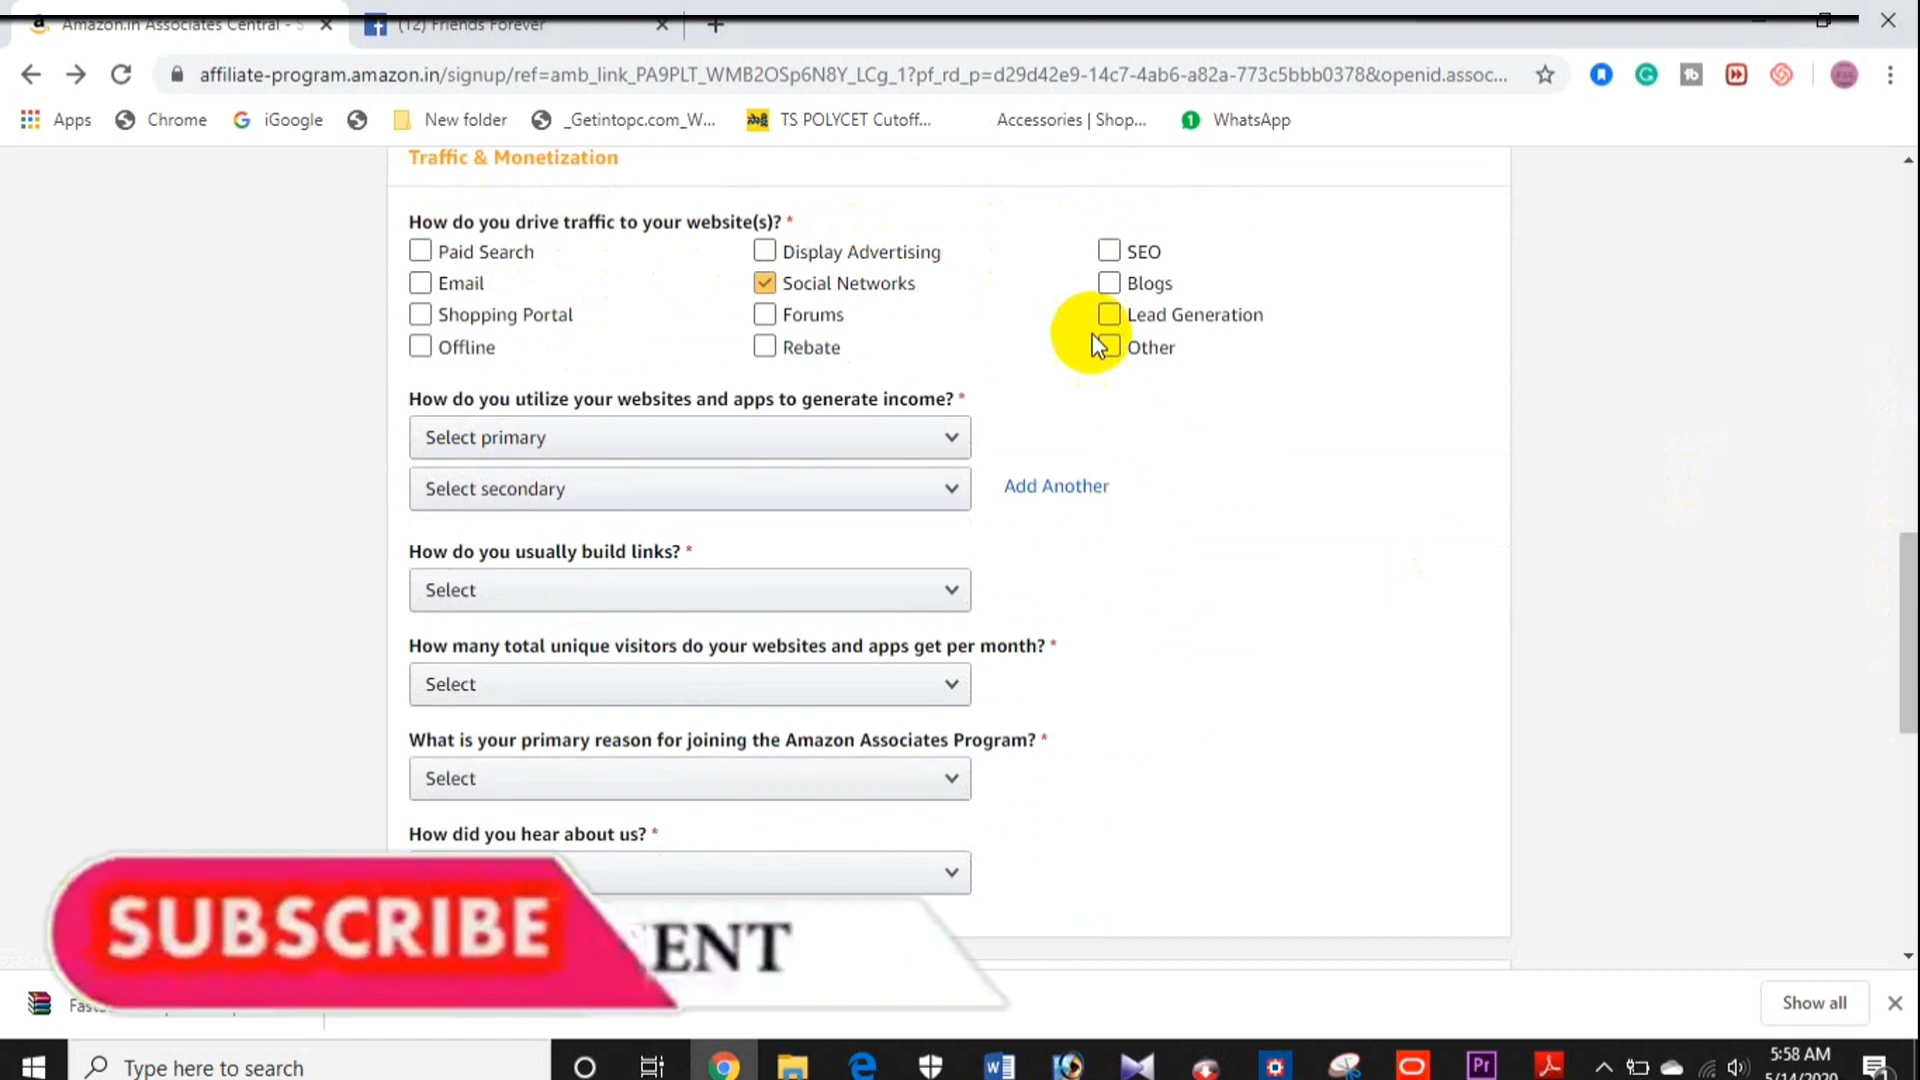 Amazon.in Associates Central - S
(12) Friends Forever
affiliate-program.amazon.in/signup/ref=amb_link_PA9PLT_WMB2OSp6N8Y_LCg_1?pf_rd_p=d29d42e9-14c7-4ab6-a82a-773c5bbb0378&openid.assoc...
Apps Chrome iGoogle New folder _Getintopc.com_W... TS POLYCET Cutoff... Accessories | Shop... 1 WhatsApp
Traffic & Monetization
How do you drive traffic to your website(s)? *
Paid Search Display Advertising SEO
Email Social Networks Blogs
Shopping Portal Forums Lead Generation
Offline Rebate Other
How do you utilize your websites and apps to generate income? *
Select primary
Select secondary Add Another
How do you usually build links? *
Select
How many total unique visitors do your websites and apps get per month? *
Select
What is your primary reason for joining the Amazon Associates Program? *
Select
How did you hear about us? *
SUBSCRIBE
ENT
Show all
Type here to search
Pr
5:58 AM
5/14/2020